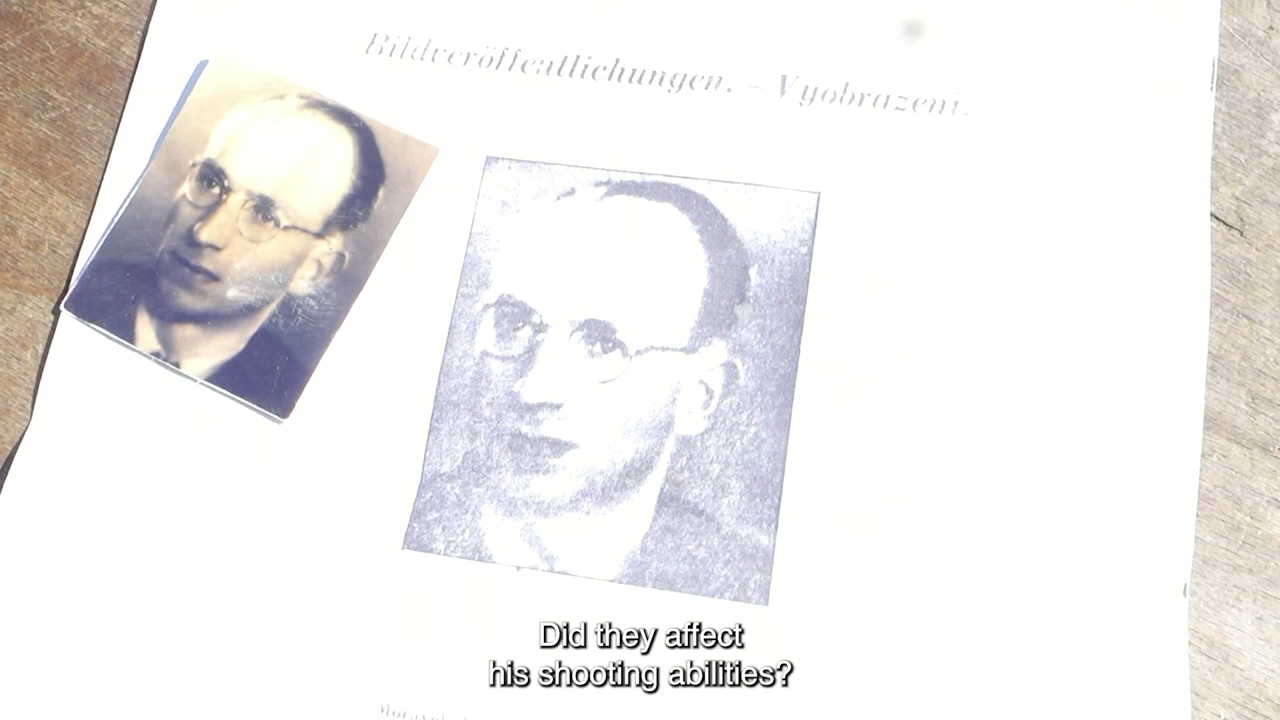 Bildveröffentlichungen. – Vyobrazení.
Did they affect
his shooting abilities?